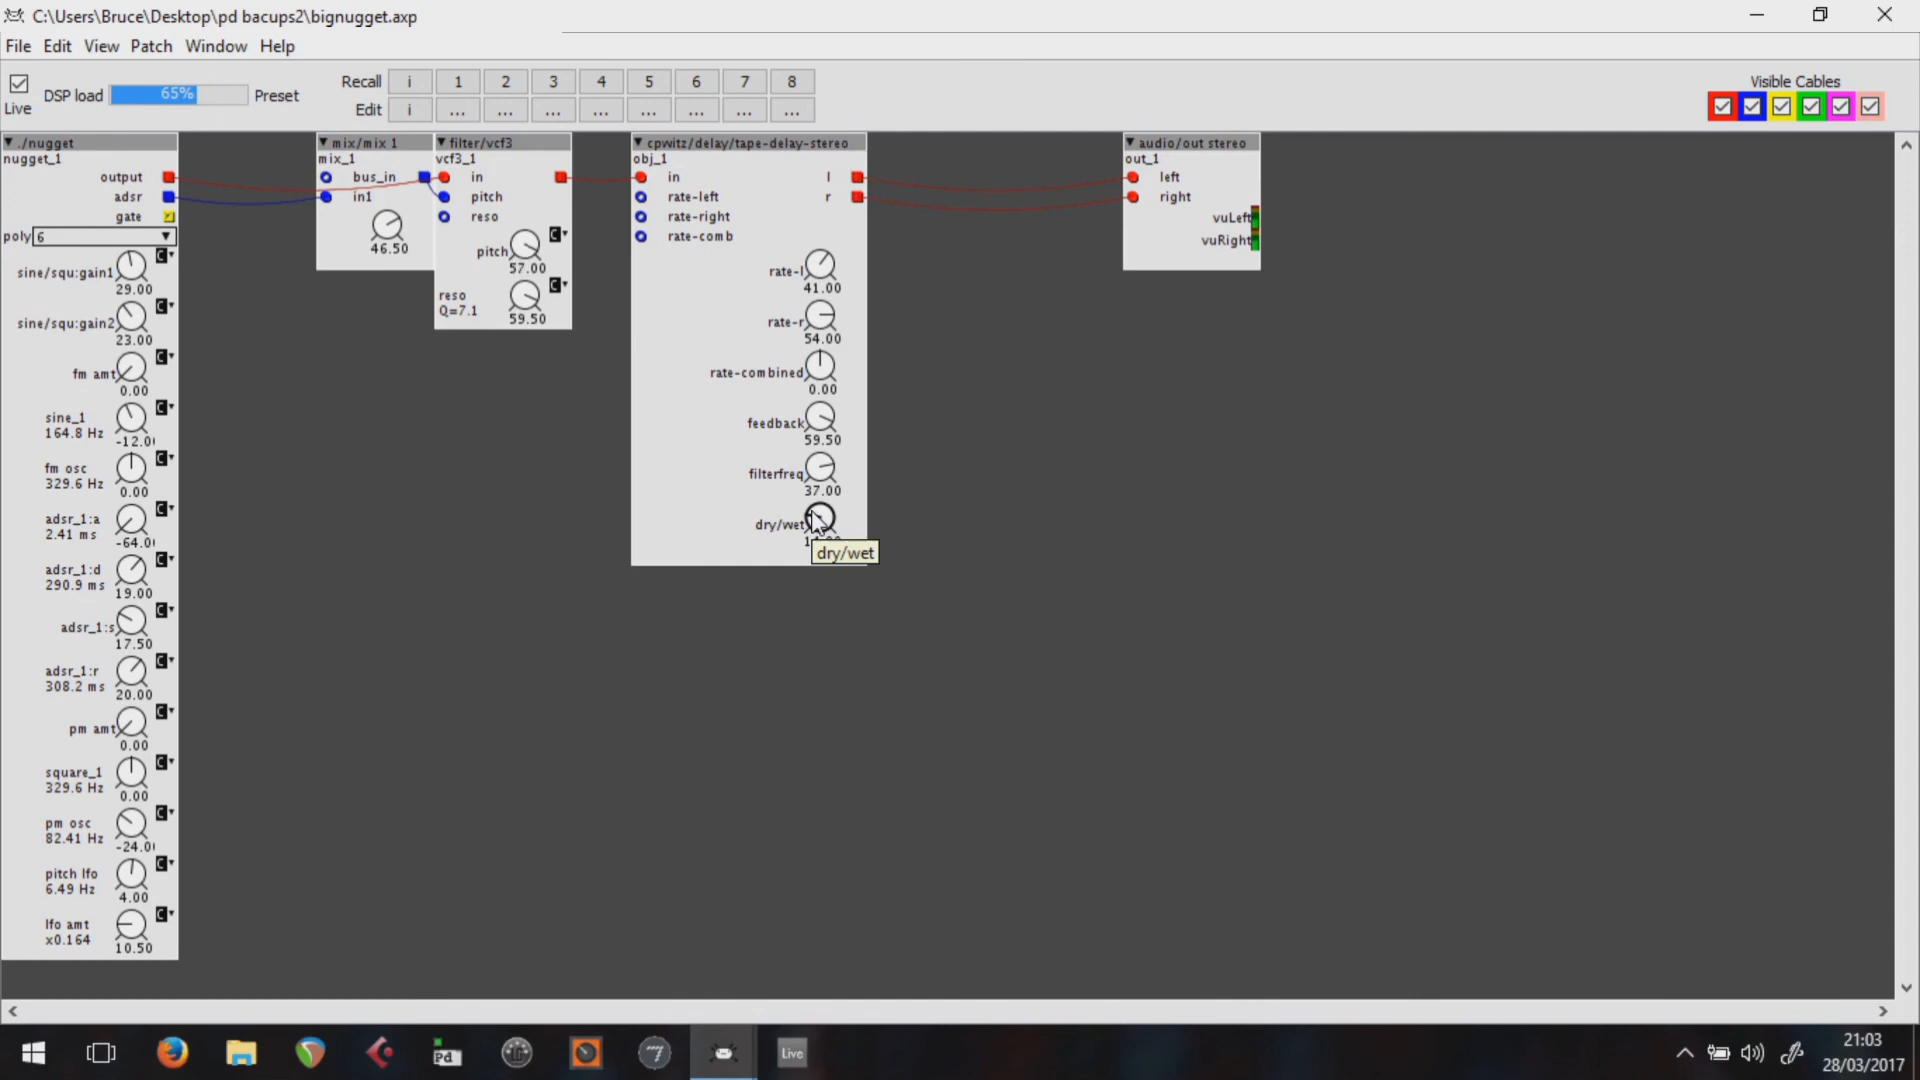 C:\Users\Bruce\Desktop\pd bacups2\bignugget.axp
File Edit View Patch Window Help
Live
DSP load
65%
Preset
Recall i 1 2 3 4 5 6 7 8
Edit i ... ... ... ... ... ... ... ...
Visible Cables
./nugget
nugget_1
output
adsr
gate
poly 6
sine/squ:gain1
29.00
sine/squ:gain2
23.00
fm amt
0.00
sine_1
164.8 Hz
-12.0
fm osc
329.6 Hz
0.00
adsr_1:a
2.41 ms
-64.0
adsr_1:d
290.9 ms
19.00
adsr_1:s
17.50
adsr_1:r
308.2 ms
20.00
pm amt
0.00
square_1
329.6 Hz
0.00
pm osc
82.41 Hz
-24.0
pitch lfo
6.49 Hz
4.00
lfo amt
x0.164
10.50
mix/mix 1
mix_1
bus_in
in1
46.50
filter/vcf3
vcf3_1
in
pitch
reso
pitch
57.00
reso
Q=7.1
59.50
cpwitz/delay/tape-delay-stereo
obj_1
in l
rate-left r
rate-right
rate-comb
rate-l
41.00
rate-r
54.00
rate-combined
0.00
feedback
59.50
filterfreq
37.00
dry/wet
dry/wet
audio/out stereo
out_1
left
right
vuLeft
vuRight
Pd
7
Live
21:03
28/03/2017